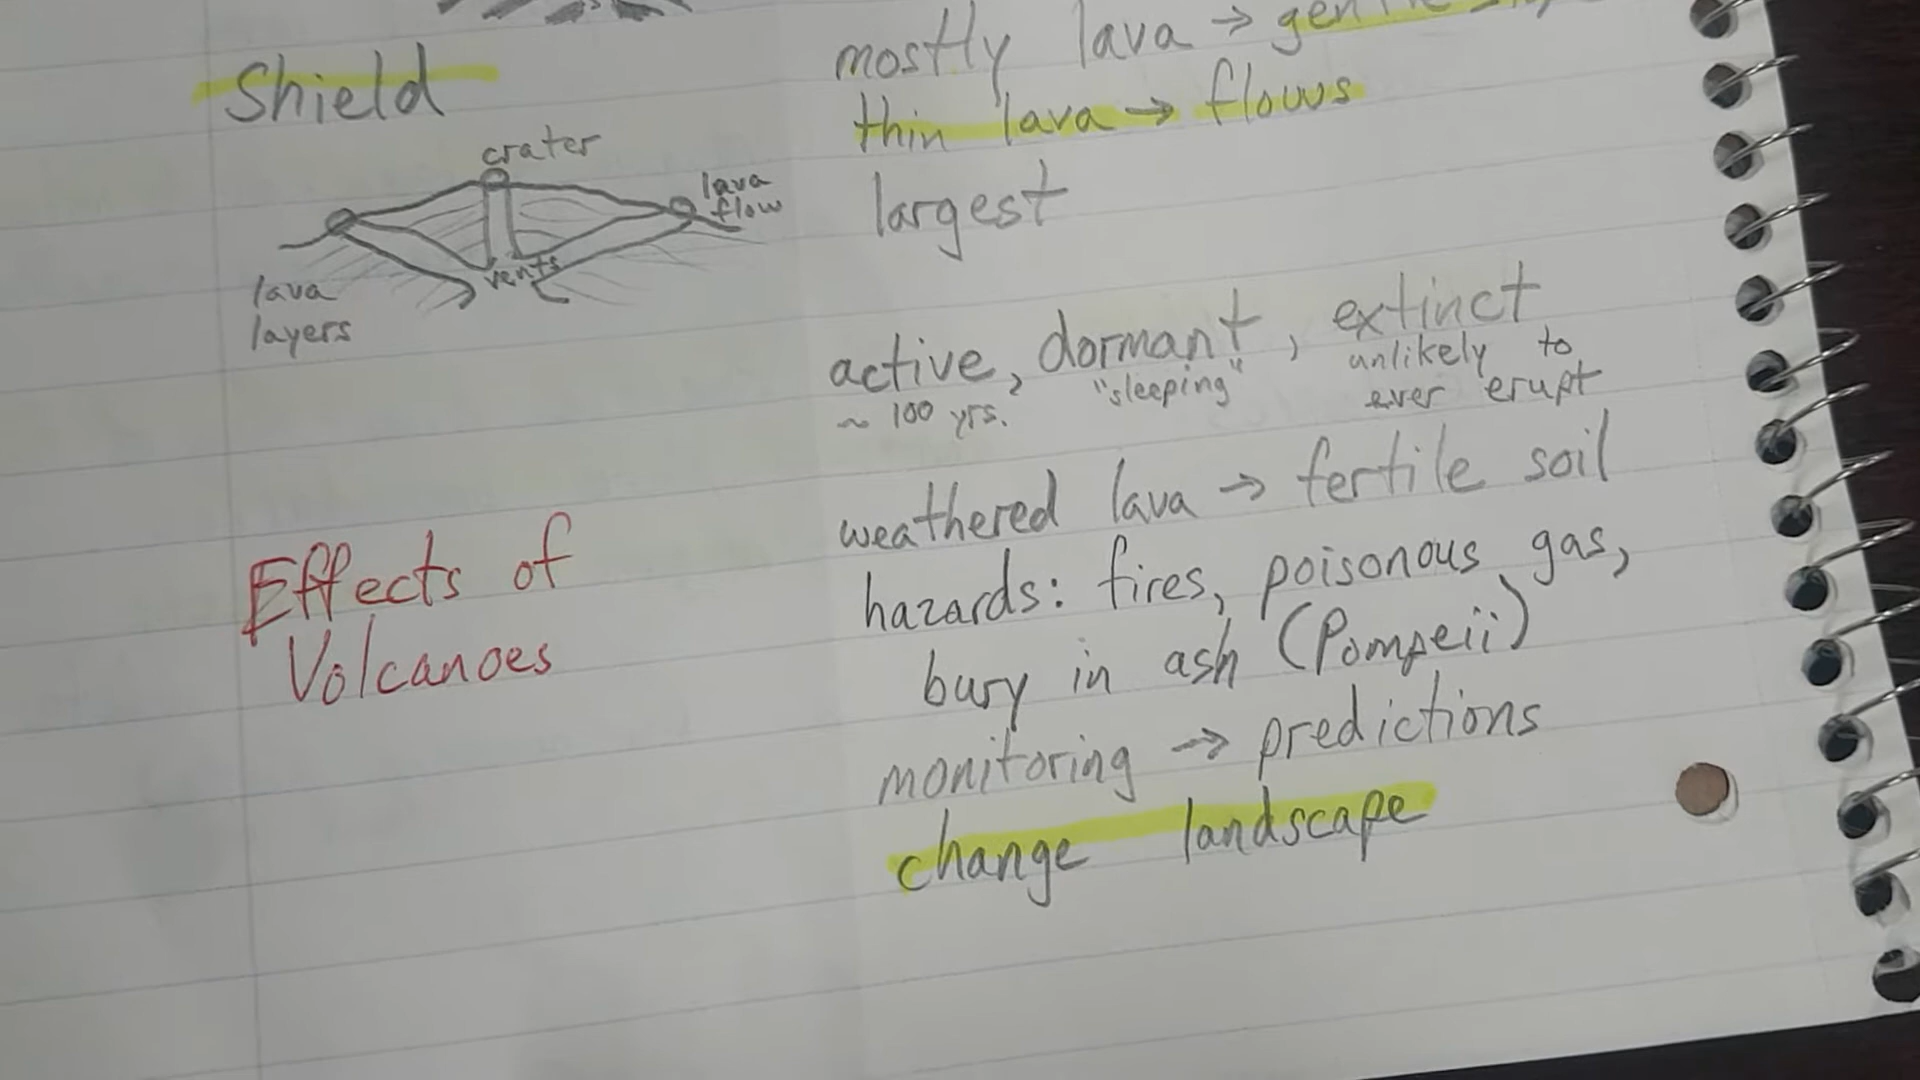 Shield
crater
lava
flow
vents
lava
layers
mostly lava →
thin lava → flows
largest
active, dormant, extinct
~ 100 yrs. "sleeping" unlikely to
ever erupt
Effects of
Volcanoes
weathered lava → fertile soil
hazards: fires, poisonous gas,
bury in ash (Pompeii)
monitoring → predictions
change landscape